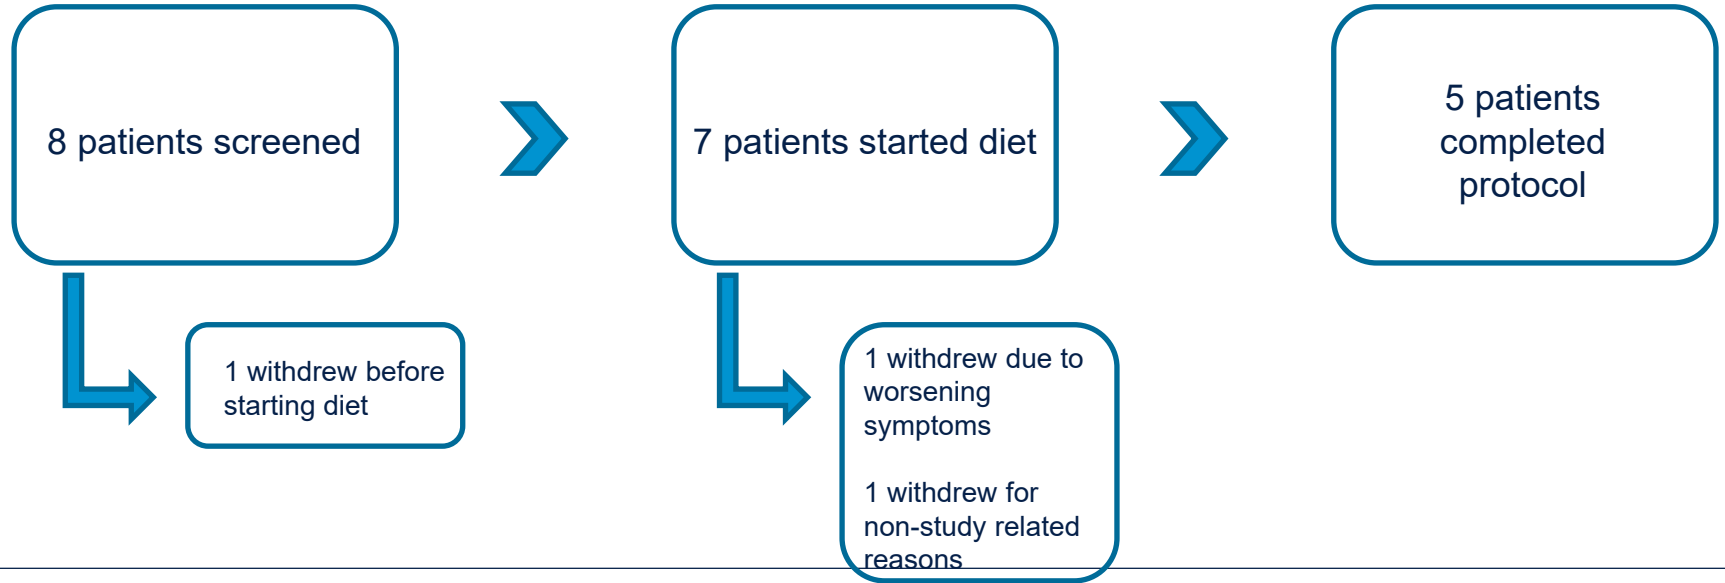 8 patients screened
7 patients started diet
5 patients
completed
protocol
1 withdrew before
starting diet
1 withdrew due to
worsening
symptoms
1 withdrew for
non-study related
reasons